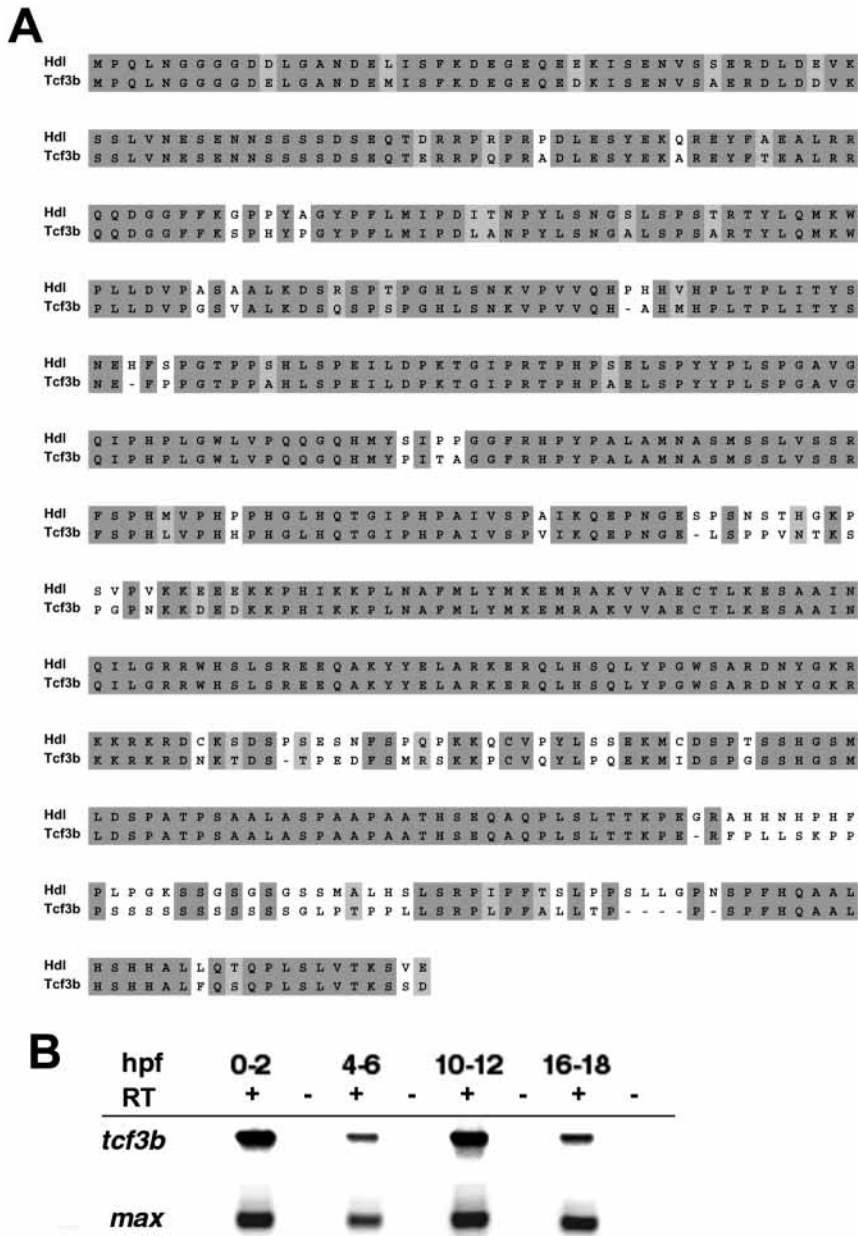 A
Hdl M P Q L N G G G G D D L G A N D E L I S F K D E G E Q E E K I S E N V S S E R D L D E V K
Tcf3b M P Q L N G G G G D E L G A N D E M I S F K D E G E Q E D K I S E N V S A E R D L D D V K
Hdl S S L V N E S E N N S S S S D S E Q T D R R P R P R P D L E S Y E K Q R E Y F A E A L R R
Tcf3b S S L V N E S E N N S S S S D S E Q T E R R P Q P R A D L E S Y E K A R E Y F T E A L R R
Hdl Q Q D G G F F K G P P Y A G Y P F L M I P D I T N P Y L S N G S L S P S T R T Y L Q M K W
Tcf3b Q Q D G G F F K S P H Y P G Y P F L M I P D L A N P Y L S N G A L S P S A R T Y L Q M K W
Hdl P L L D V P A S A A L K D S R S P T P G H L S N K V P V V Q H P H H V H P L T P L I T Y S
Tcf3b P L L D V P G S V A L K D S Q S P S P G H L S N K V P V V Q H - A H M H P L T P L I T Y S
Hdl N E H F S P G T P P S H L S P E I L D P K T G I P R T P H P S E L S P Y Y P L S P G A V G
Tcf3b N E - F P P G T P P A H L S P E I L D P K T G I P R T P H P A E L S P Y Y P L S P G A V G
Hdl Q I P H P L G W L V P Q Q G Q H M Y S I P P G G F R H P Y P A L A M N A S M S S L V S S R
Tcf3b Q I P H P L G W L V P Q Q G Q H M Y P I T A G G F R H P Y P A L A M N A S M S S L V S S R
Hdl F S P H M V P H P P H G L H Q T G I P H P A I V S P A I K Q E P N G E S P S N S T H G K P
Tcf3b F S P H L V P H H P H G L H Q T G I P H P A I V S P V I K Q E P N G E - L S P P V N T K S
Hdl S V P V K K E E E K K P H I K K P L N A F M L Y M K E M R A K V V A E C T L K E S A A I N
Tcf3b P G P N K K D E D K K P H I K K P L N A F M L Y M K E M R A K V V A E C T L K E S A A I N
Hdl Q I L G R R W H S L S R E E Q A K Y Y E L A R K E R Q L H S Q L Y P G W S A R D N Y G K R
Tcf3b Q I L G R R W H S L S R E E Q A K Y Y E L A R K E R Q L H S Q L Y P G W S A R D N Y G K R
Hdl K K R K R D C K S D S P S E S N F S P Q P K K Q C V P Y L S S E K M C D S P T S S H G S M
Tcf3b K K R K R D N K T D S - T P E D F S M R S K K P C V Q Y L P Q E K M I D S P G S S H G S M
Hdl L D S P A T P S A A L A S P A A P A A T H S E Q A Q P L S L T T K P E G R A H H N H P H F
Tcf3b L D S P A T P S A A L A S P A A P A A T H S E Q A Q P L S L T T K P E - R F P L L S K P P
Hdl P L P G K S S G S G S G S S M A L H S L S R P I P F T S L P P S L L G P N S P F H Q A A L
Tcf3b P S S S S S S S S S S S G L P T P P L L S R P L P F A L L T P - - - - P - S P F H Q A A L
Hdl H S H H A L L Q T Q P L S L V T K S V E
Tcf3b H S H H A L F Q S Q P L S L V T K S S D
B
hpf 0-2 4-6 10-12 16-18
RT + - + - + - + -
tcf3b
max